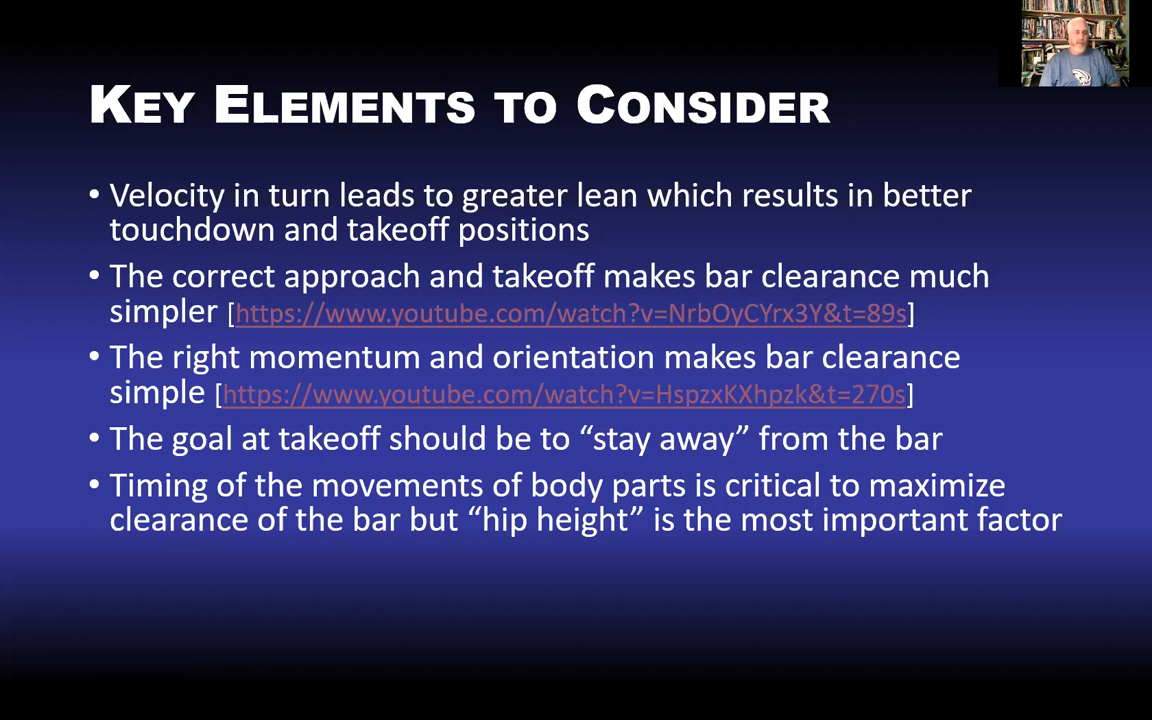 KEY ELEMENTS TO CONSIDER
• Velocity in turn leads to greater lean which results in better
touchdown and takeoff positions
• The correct approach and takeoff makes bar clearance much
simpler [https://www.youtube.com/watch?v=NrbOyCYrx3Y&t=89s]
• The right momentum and orientation makes bar clearance
simple [https://www.youtube.com/watch?v=HspzxKXhpzk&t=270s]
• The goal at takeoff should be to “stay away” from the bar
• Timing of the movements of body parts is critical to maximize
clearance of the bar but “hip height” is the most important factor